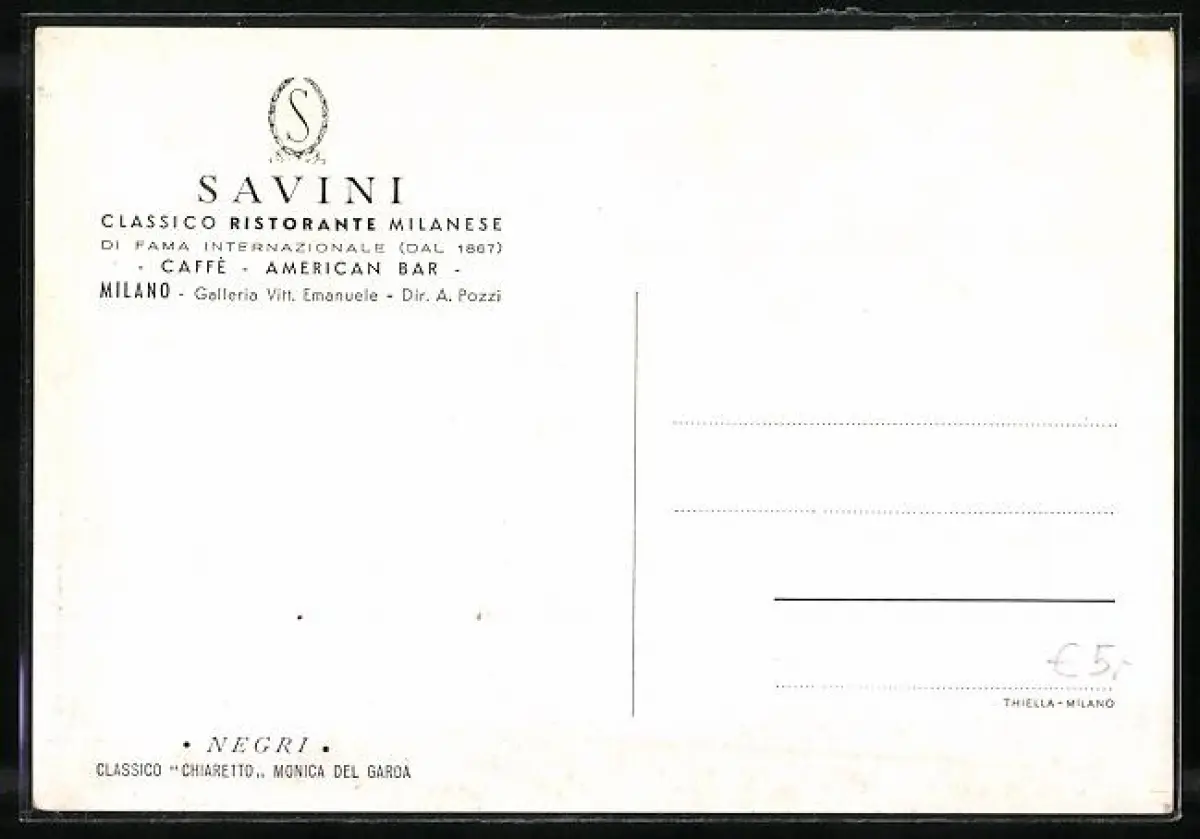 S
SAVINI
CLASSICO RISTORANTE MILANESE
DI FAMA INTERNAZIONALE (DAL 1867)
- CAFFÈ - AMERICAN BAR -
MILANO - Galleria Vitt. Emanuele - Dir. A. Pozzi
€ 5,-
THIELLA - MILANO
• NEGRI •
CLASSICO "CHIARETTO„ MONICA DEL GARDA